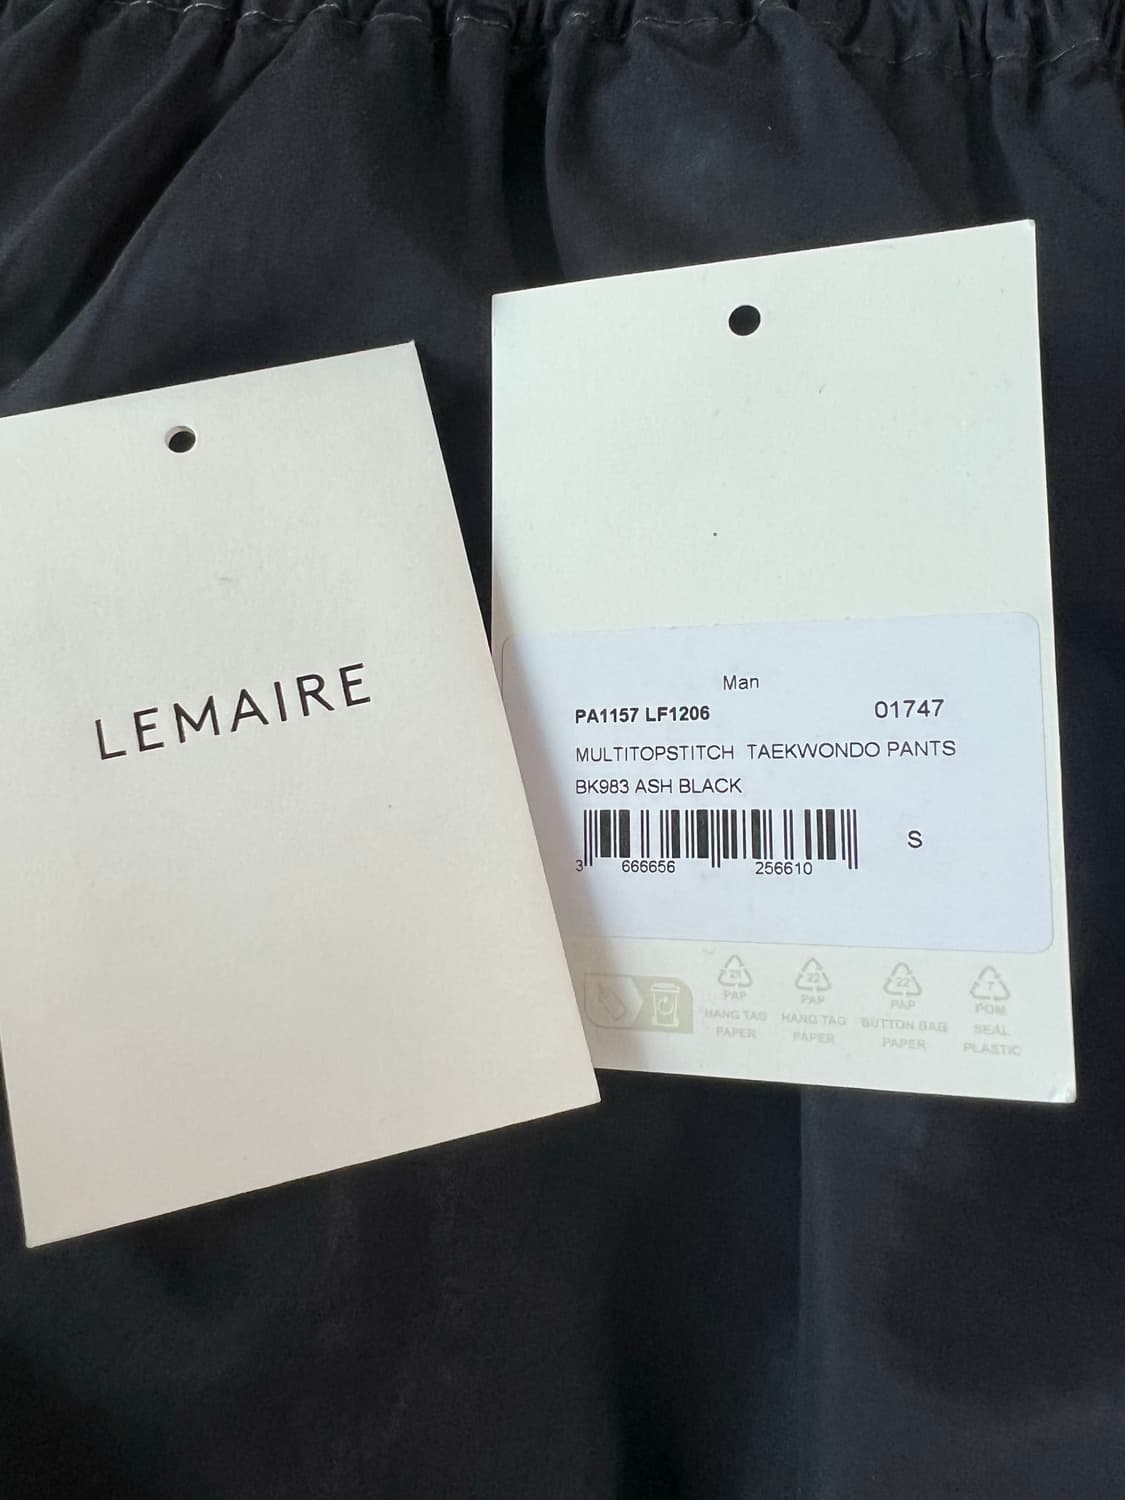 LEMAIRE
Man
PA1157 LF1206 01747
MULTITOPSTITCH TAEKWONDO PANTS
BK983 ASH BLACK
S
3 666656 256610
21 22 22 7
PAP PAP PAP POM
HANG TAG HANG TAG BUTTON BAG SEAL
PAPER PAPER PAPER PLASTIC